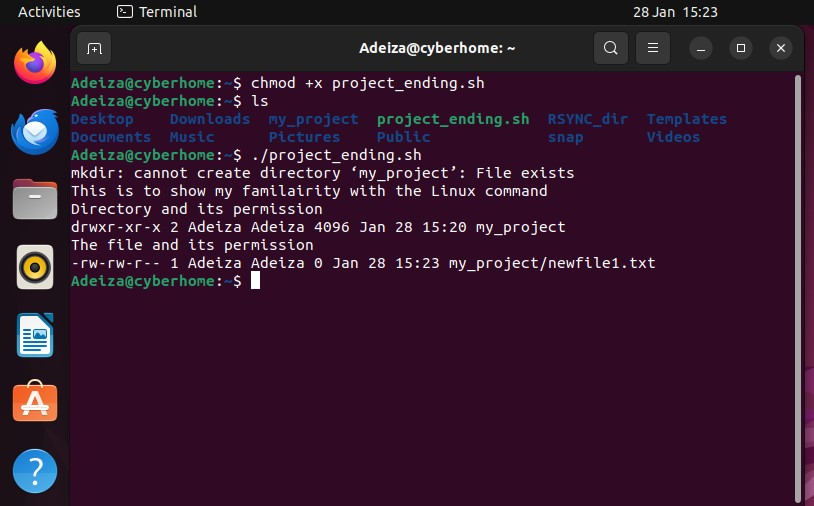 Activities Terminal 28 Jan 15:23
Adeiza@cyberhome: ~
Adeiza@cyberhome:~$ chmod +x project_ending.sh
Adeiza@cyberhome:~$ ls
Desktop Downloads my_project project_ending.sh RSYNC_dir Templates
Documents Music Pictures Public snap Videos
Adeiza@cyberhome:~$ ./project_ending.sh
mkdir: cannot create directory ‘my_project’: File exists
This is to show my familairity with the Linux command
Directory and its permission
drwxr-xr-x 2 Adeiza Adeiza 4096 Jan 28 15:20 my_project
The file and its permission
-rw-rw-r-- 1 Adeiza Adeiza 0 Jan 28 15:23 my_project/newfile1.txt
Adeiza@cyberhome:~$